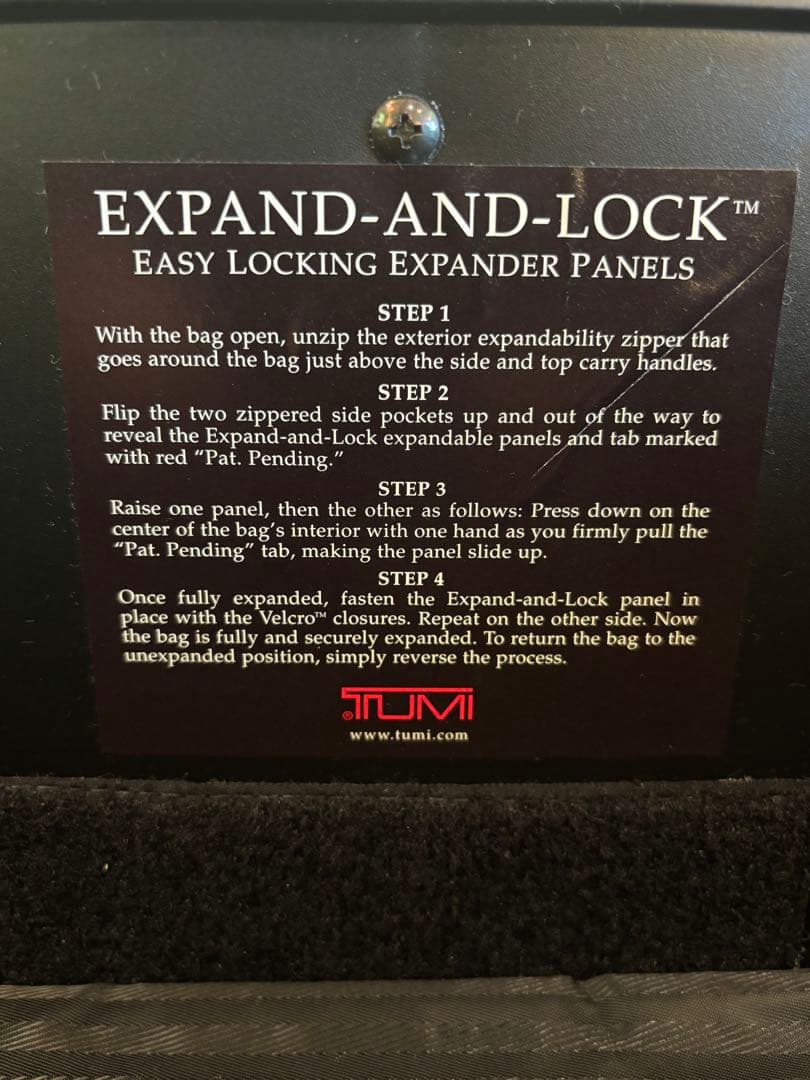 EXPAND-AND-LOCK™
EASY LOCKING EXPANDER PANELS
STEP 1
With the bag open, unzip the exterior expandability zipper that
goes around the bag just above the side and top carry handles.
STEP 2
Flip the two zippered side pockets up and out of the way to
reveal the Expand-and-Lock expandable panels and tab marked
with red “Pat. Pending.”
STEP 3
Raise one panel, then the other as follows: Press down on the
center of the bag’s interior with one hand as you firmly pull the
“Pat. Pending” tab, making the panel slide up.
STEP 4
Once fully expanded, fasten the Expand-and-Lock panel in
place with the Velcro™ closures. Repeat on the other side. Now
the bag is fully and securely expanded. To return the bag to the
unexpanded position, simply reverse the process.
®TUMI
www.tumi.com